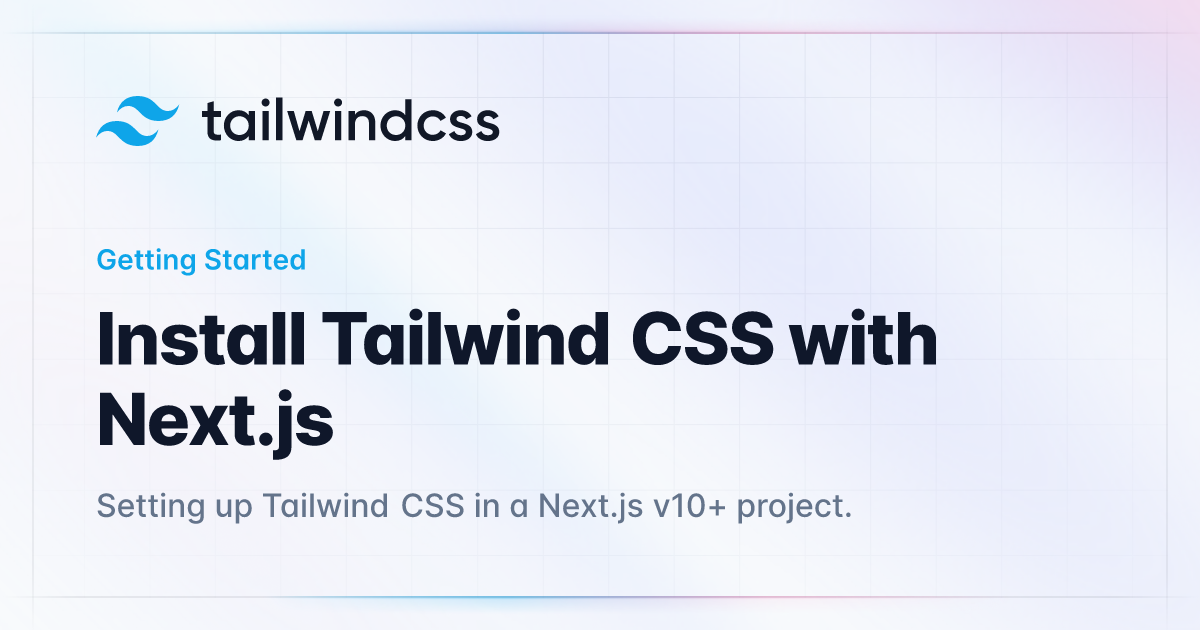 tailwindcss
Getting Started
Install Tailwind CSS with
Next.js
Setting up Tailwind CSS in a Next.js v10+ project.